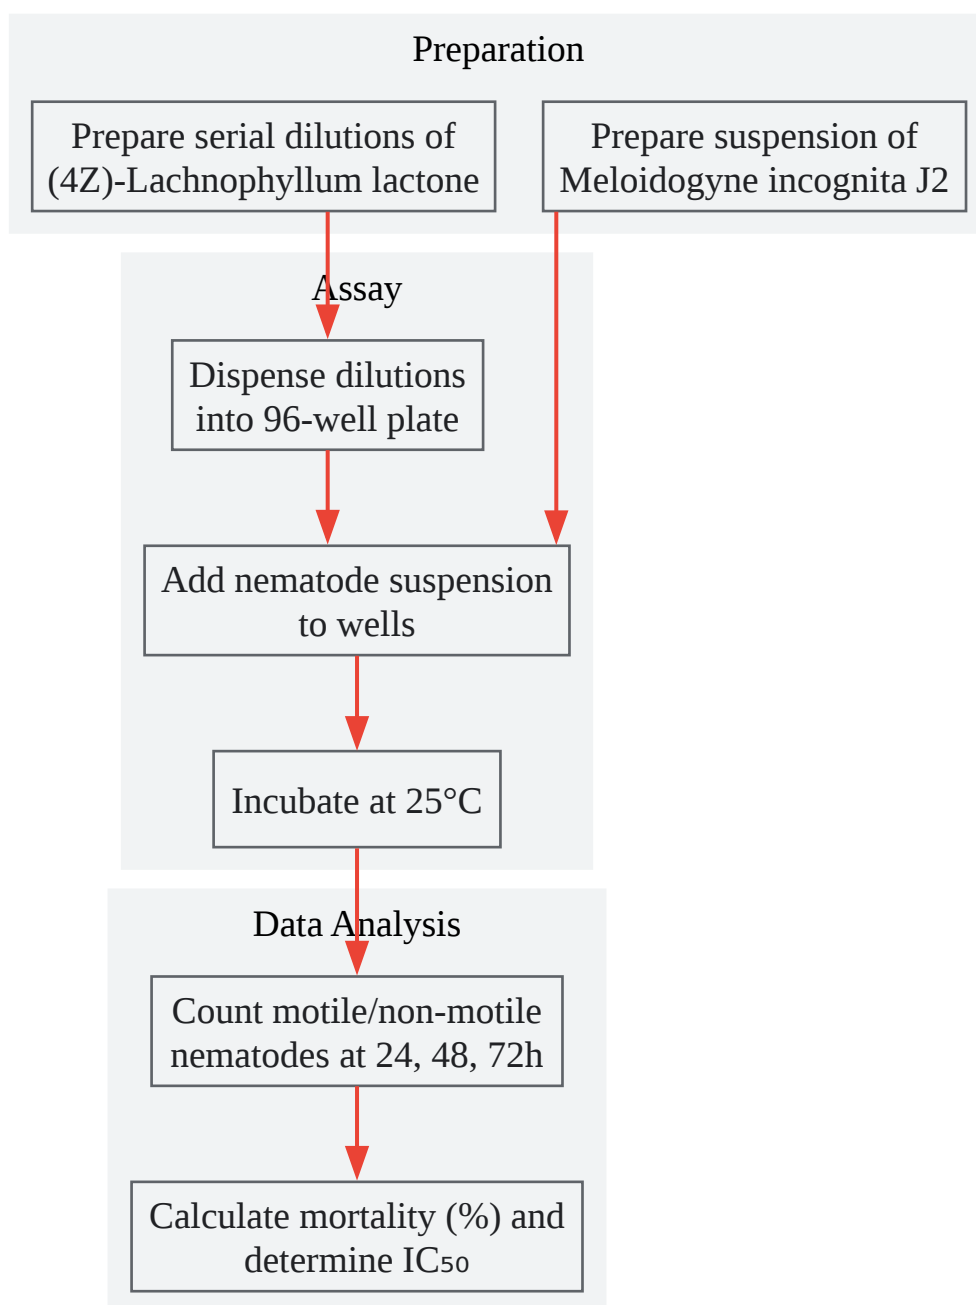 Preparation
Prepare serial dilutions of
(4Z)-Lachnophyllum lactone
Prepare suspension of
Meloidogyne incognita J2
Assay
Dispense dilutions
into 96-well plate
Add nematode suspension
to wells
Incubate at 25°C
Data Analysis
Count motile/non-motile
nematodes at 24, 48, 72h
Calculate mortality (%) and
determine IC₅₀